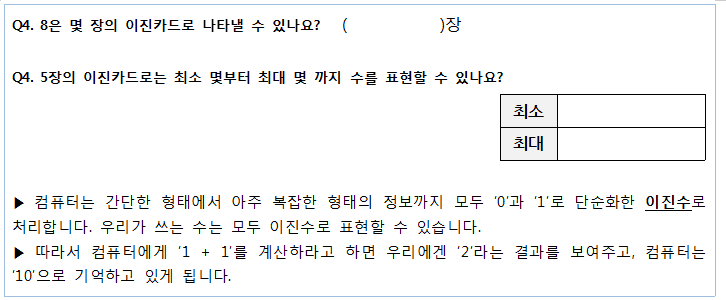 Q4. 8은 몇 장의 이진카드로 나타낼 수 있나요? ( )장
Q4. 5장의 이진카드로는 최소 몇부터 최대 몇 까지 수를 표현할 수 있나요?
최소
최대
▶ 컴퓨터는 간단한 형태에서 아주 복잡한 형태의 정보까지 모두 ‘0’과 ‘1’로 단순화한 이진수로
처리합니다. 우리가 쓰는 수는 모두 이진수로 표현할 수 있습니다.
▶ 따라서 컴퓨터에게 ‘1 + 1’를 계산하라고 하면 우리에겐 ‘2’라는 결과를 보여주고, 컴퓨터는
‘10’으로 기억하고 있게 됩니다.